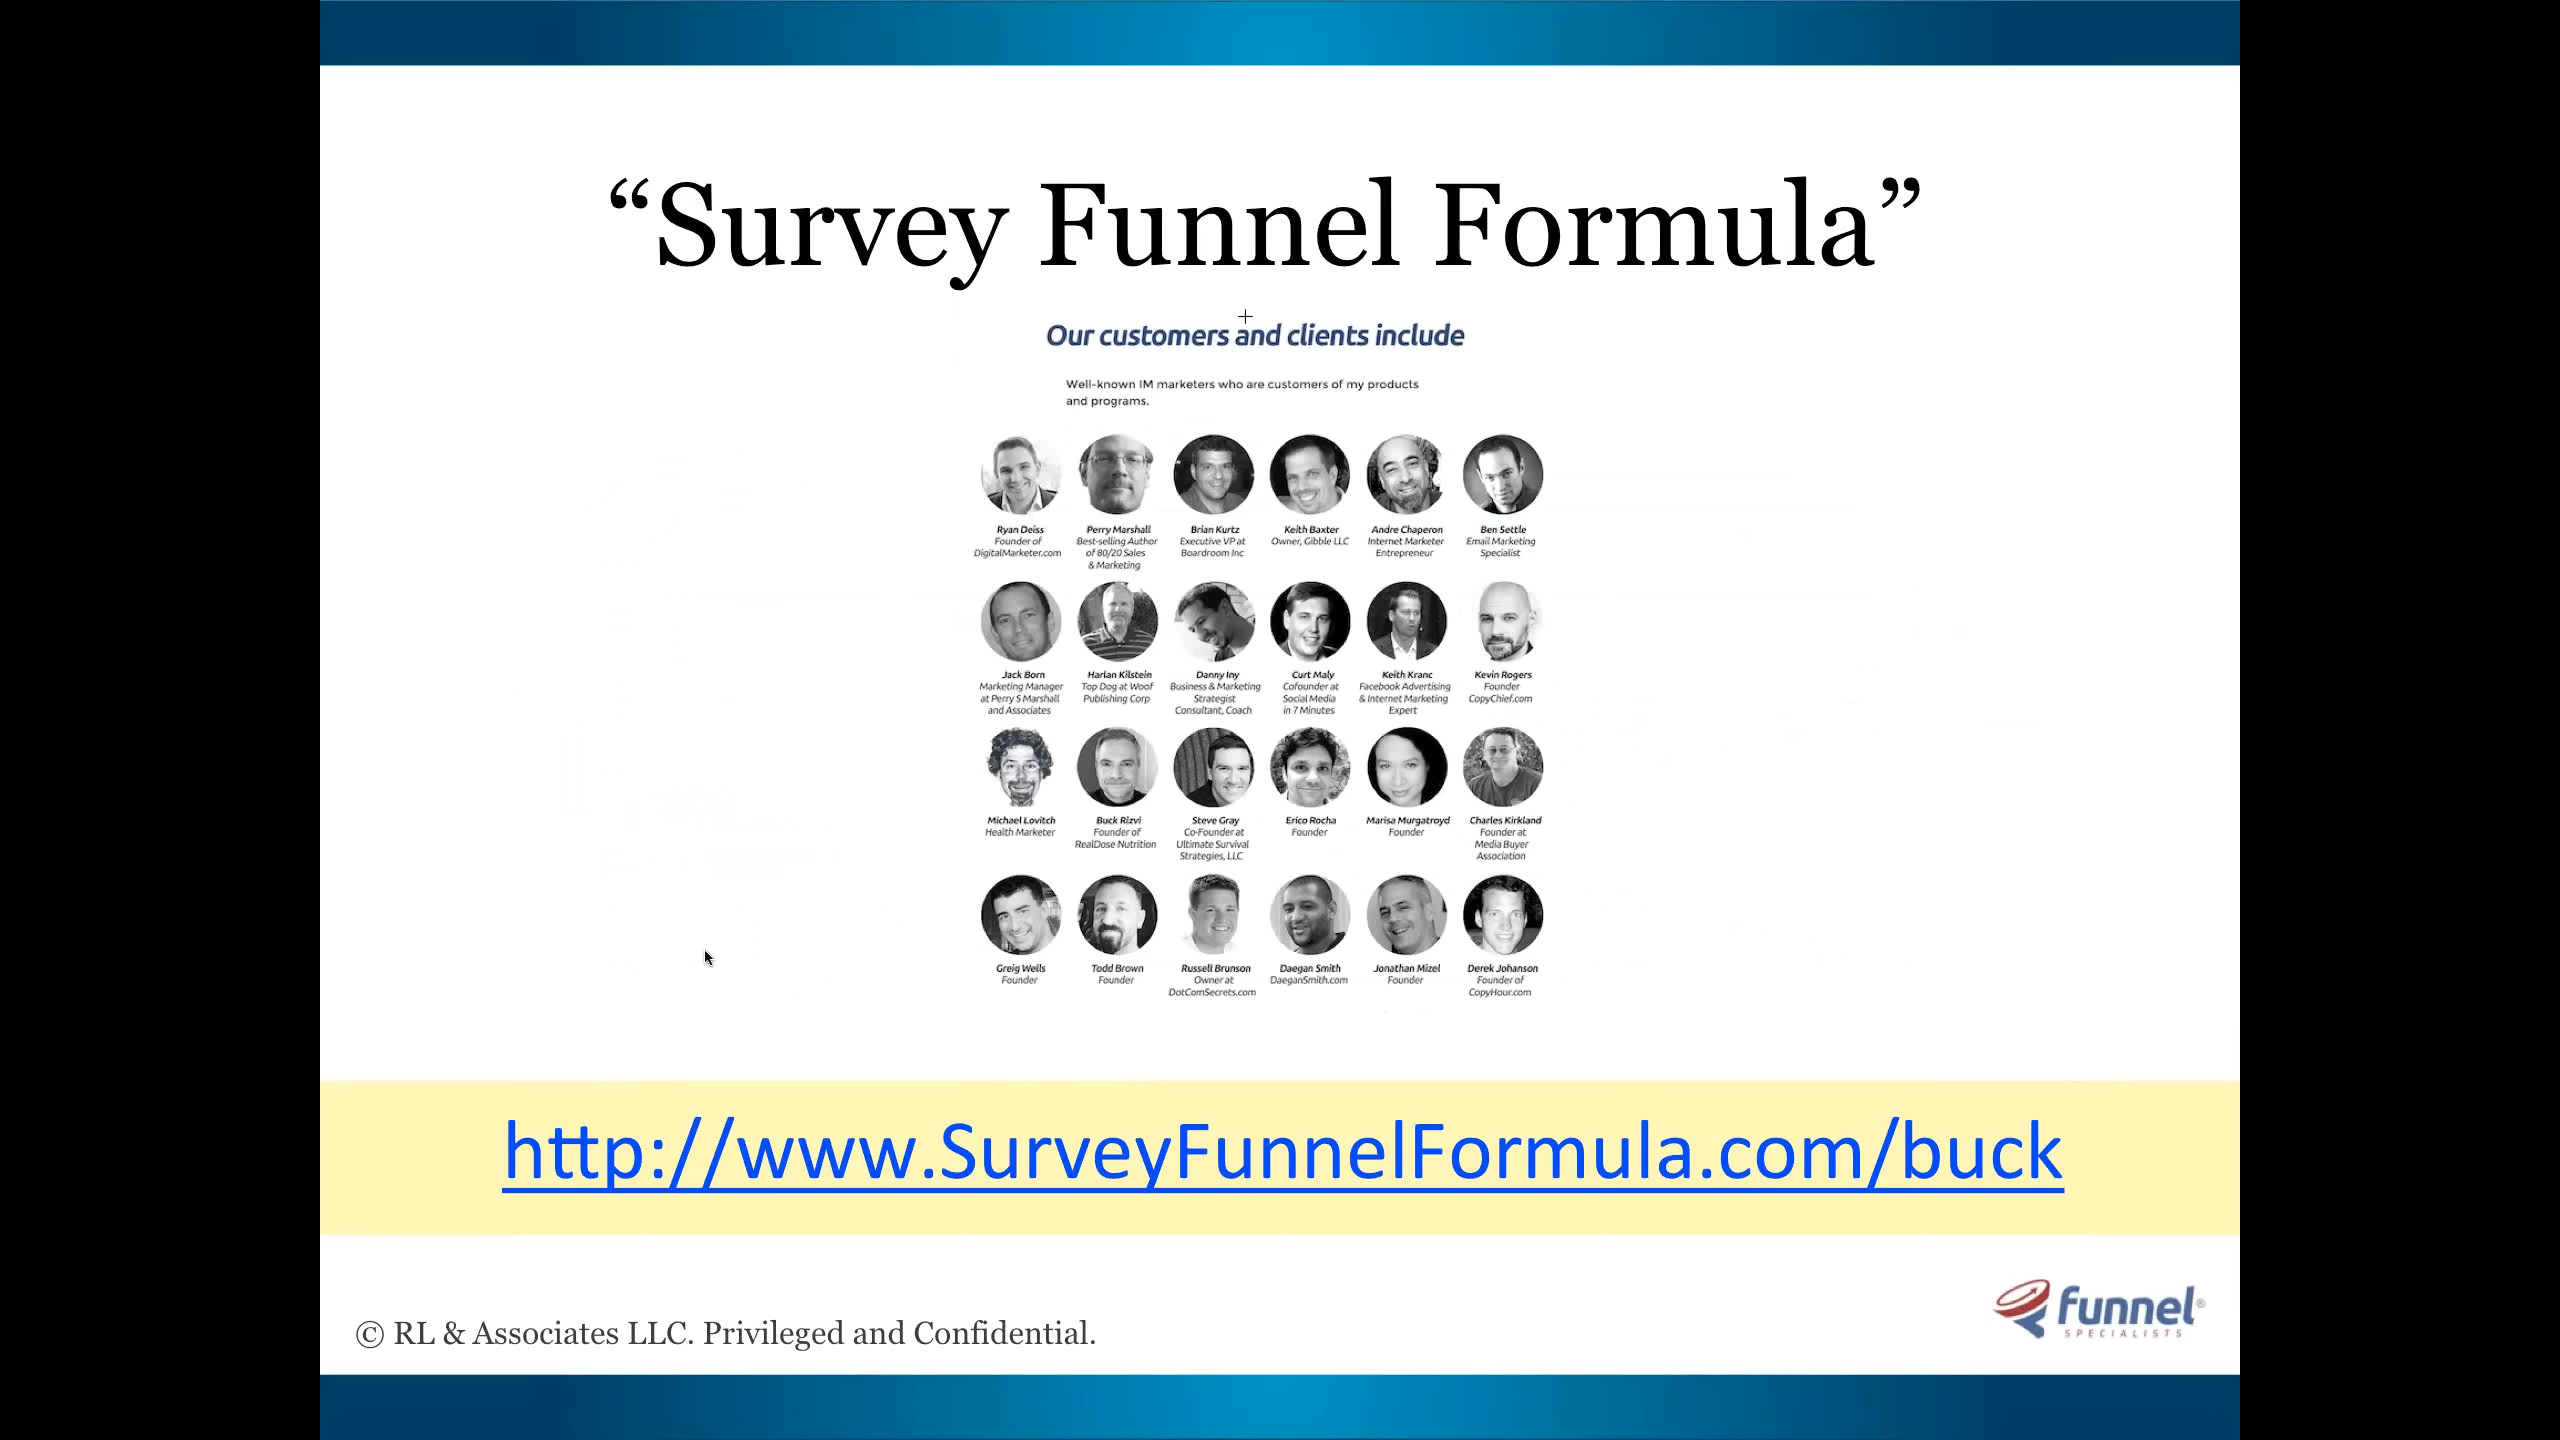 “Survey Funnel Formula”
Our customers and clients include
Well-known IM marketers who are customers of my products
and programs.
Ryan Deiss
Founder of
DigitalMarketer.com
Perry Marshall
Best-selling Author
of 80/20 Sales
& Marketing
Brian Kurtz
Executive VP at
Boardroom Inc
Keith Baxter
Owner, Gibble LLC
Andre Chaperon
Internet Marketer
Entrepreneur
Ben Settle
Email Marketing
Specialist
Jack Born
Marketing Manager
at Perry S Marshall
and Associates
Harlan Kilstein
Top Dog at Woof
Publishing Corp
Danny Iny
Business & Marketing
Strategist
Consultant, Coach
Curt Maly
Cofounder at
Social Media
in 7 Minutes
Keith Kranc
Facebook Advertising
& Internet Marketing
Expert
Kevin Rogers
Founder
CopyChief.com
Michael Lovitch
Health Marketer
Buck Rizvi
Founder of
RealDose Nutrition
Steve Gray
Co-Founder at
Ultimate Survival
Strategies, LLC
Erico Rocha
Founder
Marisa Murgatroyd
Founder
Charles Kirkland
Founder at
Media Buyer
Association
Greig Wells
Founder
Todd Brown
Founder
Russell Brunson
Owner at
DotComSecrets.com
Daegan Smith
DaeganSmith.com
Jonathan Mizel
Founder
Derek Johanson
Founder of
CopyHour.com
http://www.SurveyFunnelFormula.com/buck
© RL & Associates LLC. Privileged and Confidential.
funnel®
SPECIALISTS